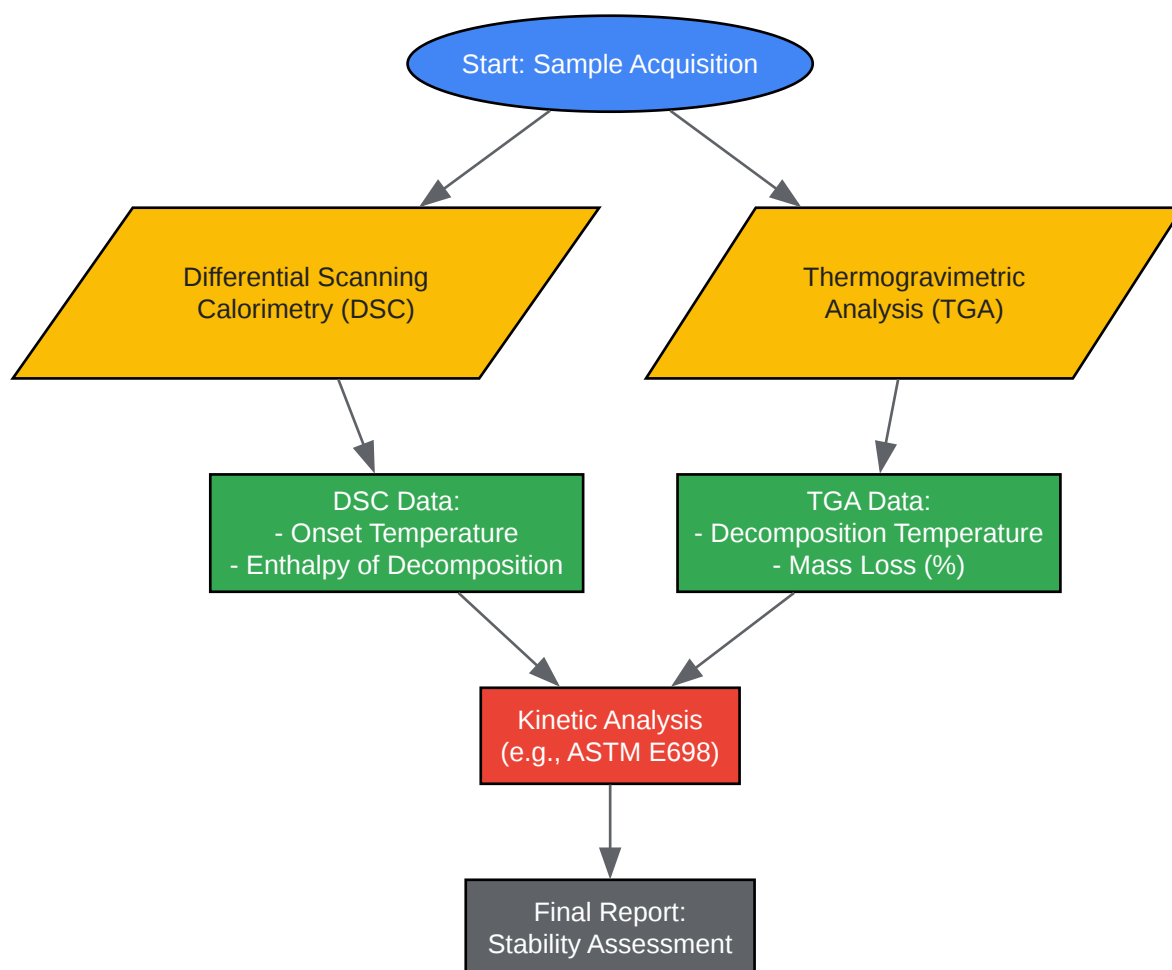 Start: Sample Acquisition
Differential Scanning
Calorimetry (DSC)
Thermogravimetric
Analysis (TGA)
DSC Data:
- Onset Temperature
- Enthalpy of Decomposition
TGA Data:
- Decomposition Temperature
- Mass Loss (%)
Kinetic Analysis
(e.g., ASTM E698)
Final Report:
Stability Assessment